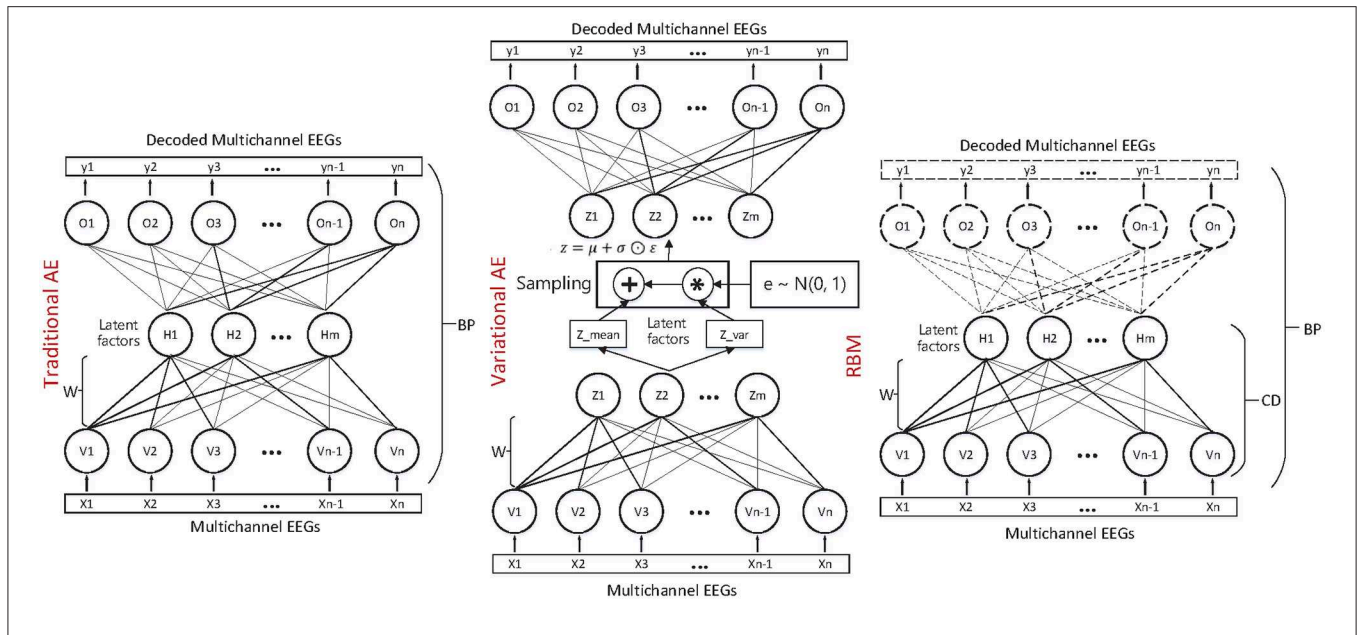 Decoded Multichannel EEGs
y1 y2 y3 ... yn-1 yn
O1 O2 O3 ... On-1 On
Traditional AE
Latent
factors
H1 H2 ... Hm
BP
W
V1 V2 V3 ... Vn-1 Vn
X1 X2 X3 ... Xn-1 Xn
Multichannel EEGs
Decoded Multichannel EEGs
y1 y2 y3 ... yn-1 yn
O1 O2 O3 ... On-1 On
Z1 Z2 ... Zm
z = μ + σ ⊙ ε
Variational AE
Sampling + * e ~ N(0, 1)
Z_mean Latent Z_var
factors
Z1 Z2 ... Zm
W
V1 V2 V3 ... Vn-1 Vn
X1 X2 X3 ... Xn-1 Xn
Multichannel EEGs
Decoded Multichannel EEGs
y1 y2 y3 ... yn-1 yn
O1 O2 O3 ... On-1 On
RBM
Latent
factors
H1 H2 ... Hm
BP
W
CD
V1 V2 V3 ... Vn-1 Vn
X1 X2 X3 ... Xn-1 Xn
Multichannel EEGs